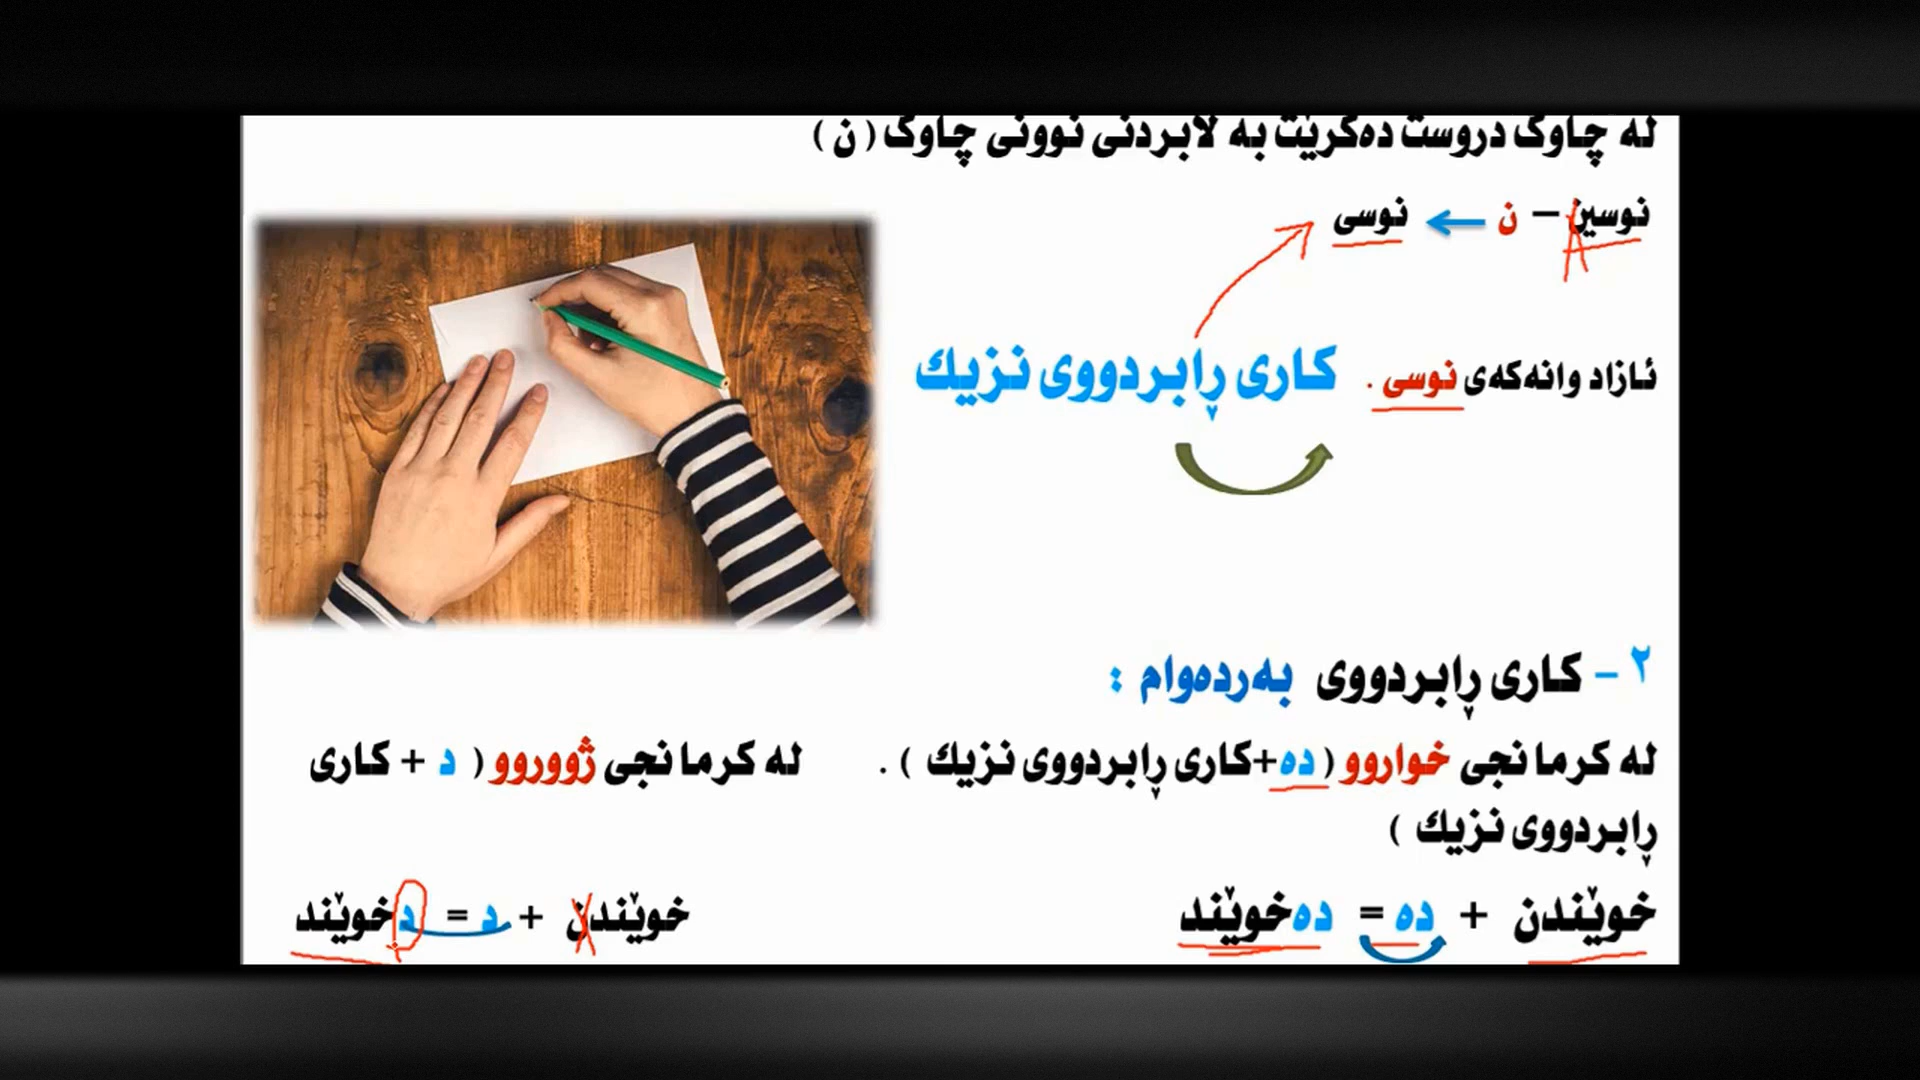 لە چاوگ دروست دەکرێت بە لابردنی نوونی چاوگ ( ن )
نوسین – ن ← نوسی
ئازاد وانەکەی نوسی . کاری ڕابردووی نزیك
٢ – کاری ڕابردووی بەردەوام :
لە کرمانجی خواروو ( دە+کاری ڕابردووی نزیك ) . لە کرمانجی ژووروو ( د + کاری
ڕابردووی نزیك )
خوێندن + دە = دەخوێند خوێندن + د = دخوێند